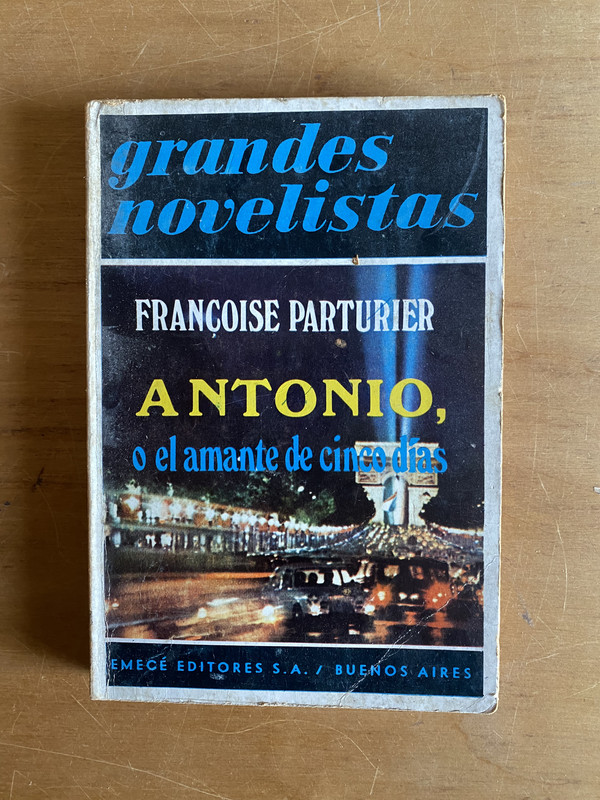 grandes
novelistas
FRANÇOISE PARTURIER
ANTONIO,
o el amante de cinco días
EMECÉ EDITORES S.A. / BUENOS AIRES